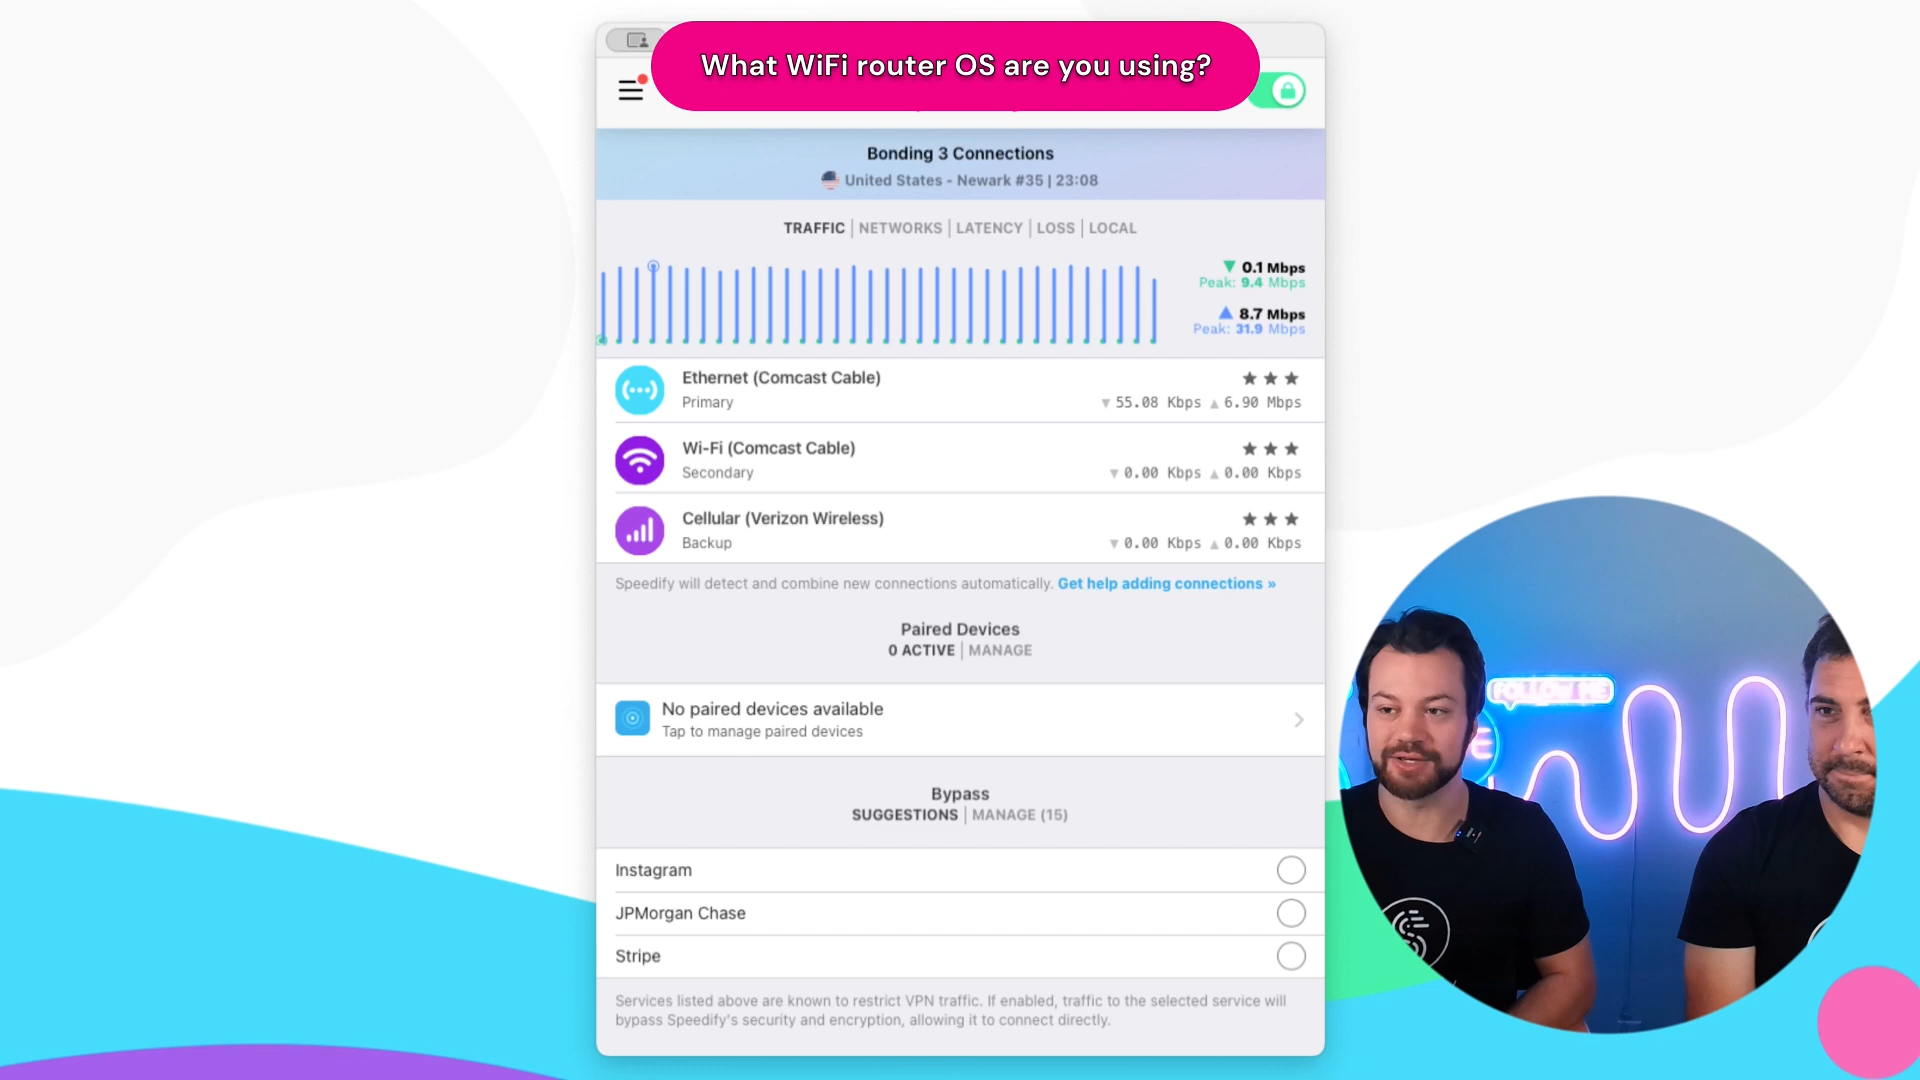 What WiFi router OS are you using?
Bonding 3 Connections
United States - Newark #35 | 23:08
TRAFFIC | NETWORKS | LATENCY | LOSS | LOCAL
▼ 0.1 Mbps
Peak: 9.4 Mbps
▲ 8.7 Mbps
Peak: 31.9 Mbps
Ethernet (Comcast Cable)
Primary
▼ 55.08 Kbps ▲ 6.90 Mbps
Wi-Fi (Comcast Cable)
Secondary
▼ 0.00 Kbps ▲ 0.00 Kbps
Cellular (Verizon Wireless)
Backup
▼ 0.00 Kbps ▲ 0.00 Kbps
Speedify will detect and combine new connections automatically. Get help adding connections »
Paired Devices
0 ACTIVE | MANAGE
No paired devices available
Tap to manage paired devices
Bypass
SUGGESTIONS | MANAGE (15)
Instagram
JPMorgan Chase
Stripe
Services listed above are known to restrict VPN traffic. If enabled, traffic to the selected service will
bypass Speedify's security and encryption, allowing it to connect directly.
FOLLOW ME